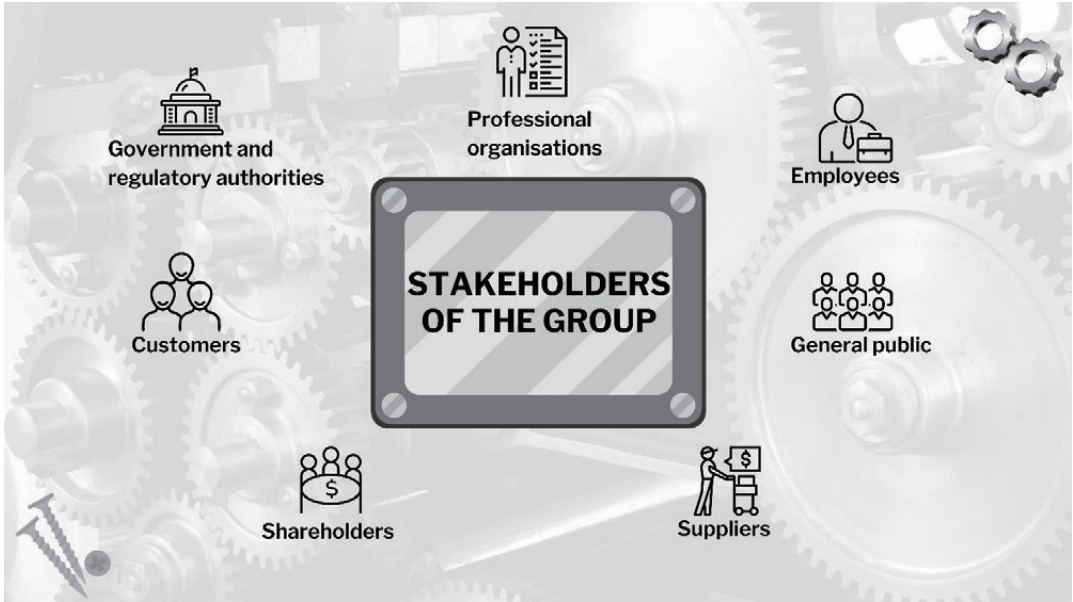 Professional
organisations
Government and
regulatory authorities
Employees
STAKEHOLDERS
OF THE GROUP
Customers
General public
$
Shareholders
$
Suppliers